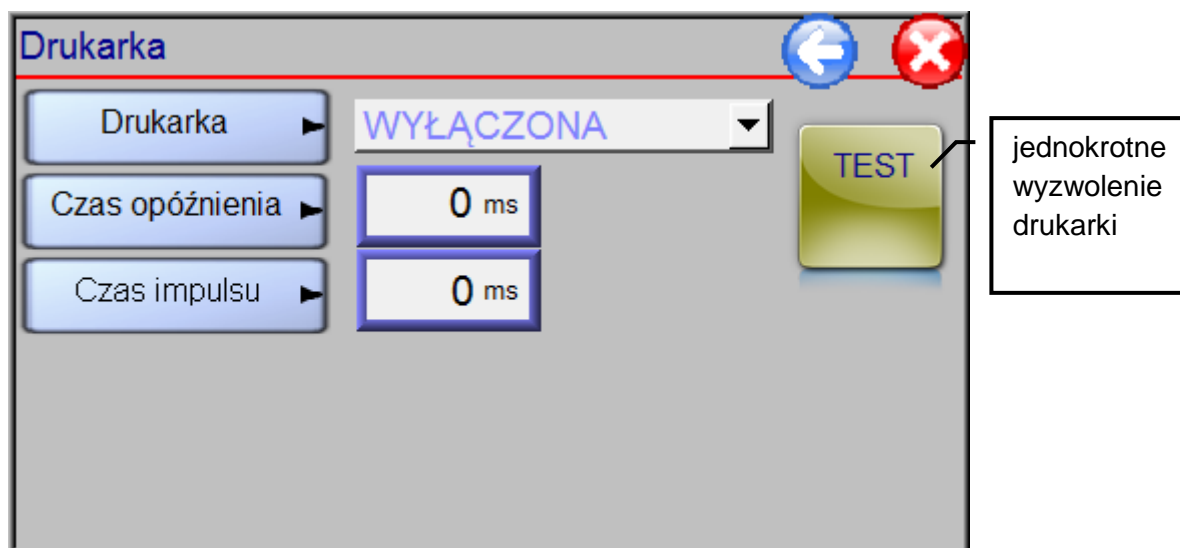 Drukarka
Drukarka WYŁĄCZONA
TEST
Czas opóźnienia 0 ms
Czas impulsu 0 ms
jednokrotne
wyzwolenie
drukarki